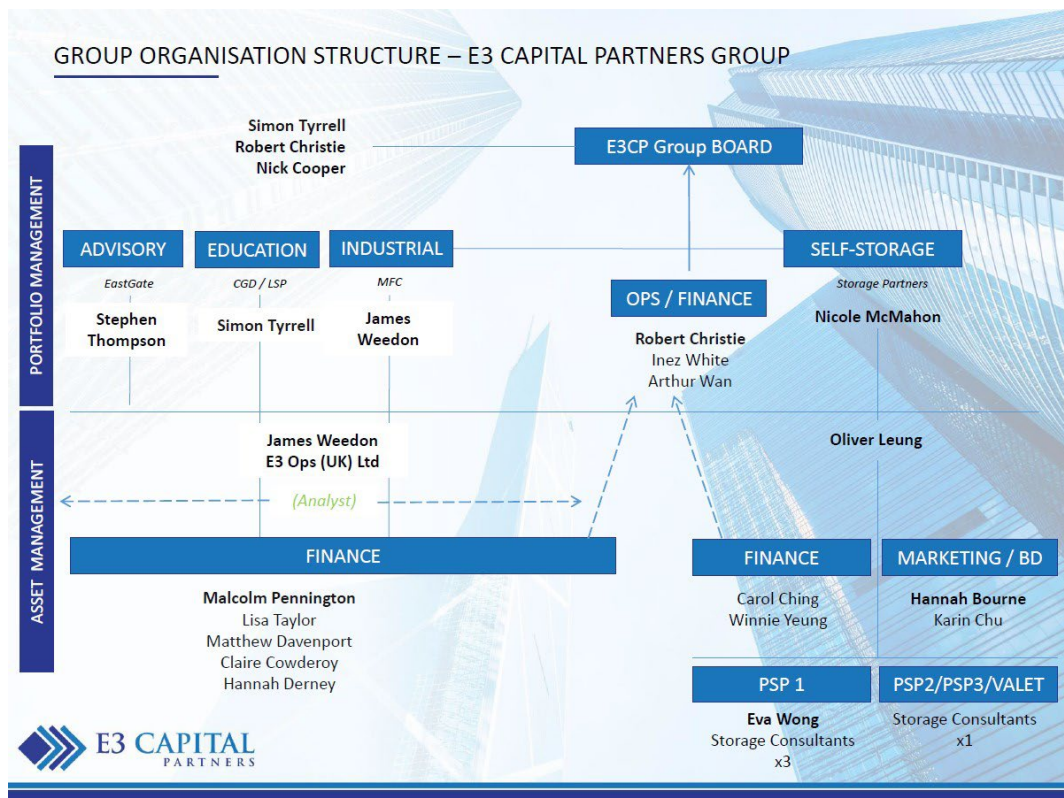 GROUP ORGANISATION STRUCTURE – E3 CAPITAL PARTNERS GROUP
Simon Tyrrell
Robert Christie
Nick Cooper
E3CP Group BOARD
PORTFOLIO MANAGEMENT
ADVISORY
EastGate
Stephen
Thompson
EDUCATION
CGD / LSP
Simon Tyrrell
INDUSTRIAL
MFC
James
Weedon
OPS / FINANCE
Robert Christie
Inez White
Arthur Wan
SELF-STORAGE
Storage Partners
Nicole McMahon
ASSET MANAGEMENT
James Weedon
E3 Ops (UK) Ltd
(Analyst)
Oliver Leung
FINANCE
Malcolm Pennington
Lisa Taylor
Matthew Davenport
Claire Cowderoy
Hannah Derney
FINANCE
Carol Ching
Winnie Yeung
MARKETING / BD
Hannah Bourne
Karin Chu
PSP 1
Eva Wong
Storage Consultants
x3
PSP2/PSP3/VALET
Storage Consultants
x1
E3 CAPITAL
PARTNERS